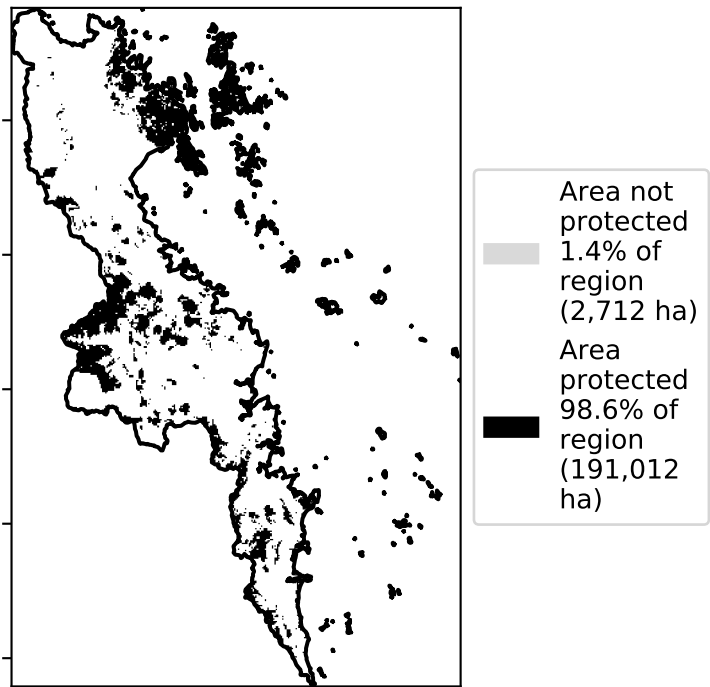 Area not
protected
1.4% of
region
(2,712 ha)
Area
protected
98.6% of
region
(191,012
ha)